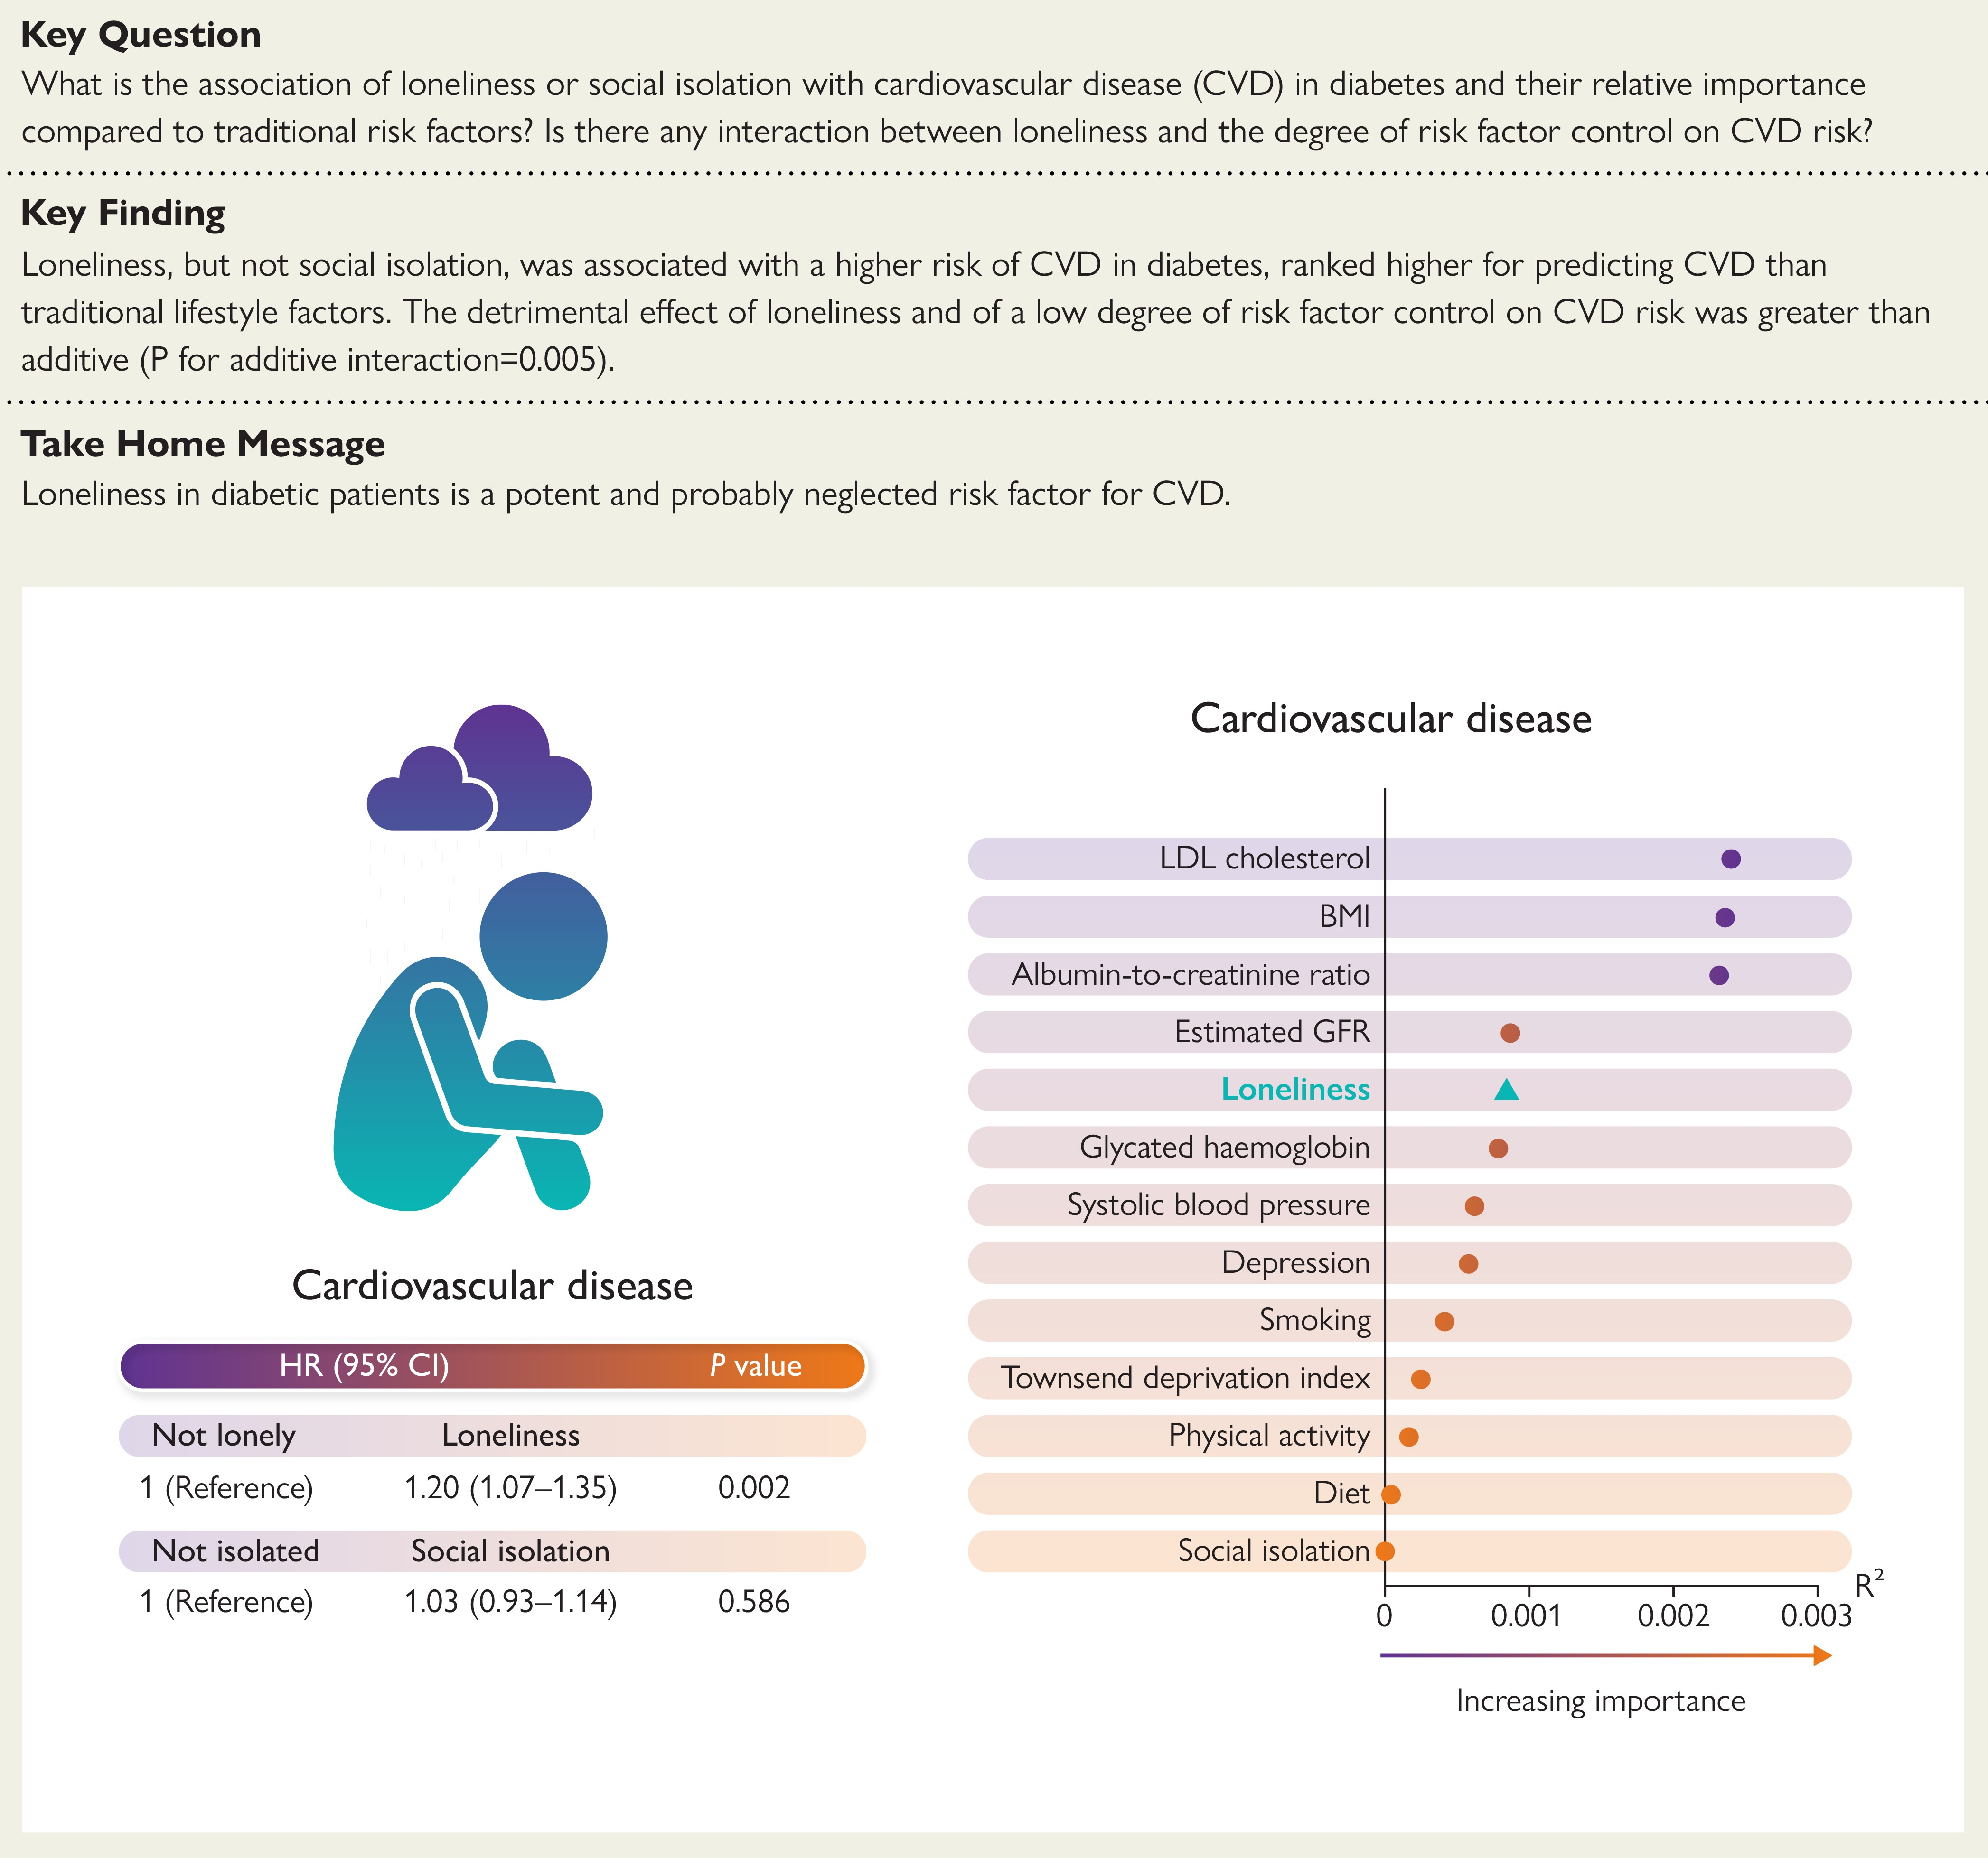 Key Question
What is the association of loneliness or social isolation with cardiovascular disease (CVD) in diabetes and their relative importance
compared to traditional risk factors? Is there any interaction between loneliness and the degree of risk factor control on CVD risk?
Key Finding
Loneliness, but not social isolation, was associated with a higher risk of CVD in diabetes, ranked higher for predicting CVD than
traditional lifestyle factors. The detrimental effect of loneliness and of a low degree of risk factor control on CVD risk was greater than
additive (P for additive interaction=0.005).
Take Home Message
Loneliness in diabetic patients is a potent and probably neglected risk factor for CVD.
Cardiovascular disease
HR (95% CI) P value
Not lonely Loneliness
1 (Reference) 1.20 (1.07–1.35) 0.002
Not isolated Social isolation
1 (Reference) 1.03 (0.93–1.14) 0.586
Cardiovascular disease
LDL cholesterol
BMI
Albumin-to-creatinine ratio
Estimated GFR
Loneliness
Glycated haemoglobin
Systolic blood pressure
Depression
Smoking
Townsend deprivation index
Physical activity
Diet
Social isolation
R²
0 0.001 0.002 0.003
Increasing importance